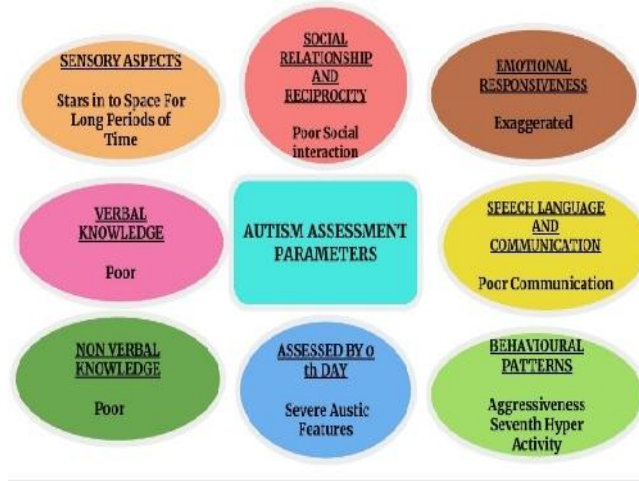 SENSORY ASPECTS
Stars in to Space For
Long Periods of
Time
SOCIAL
RELATIONSHIP
AND
RECIPROCITY
Poor Social
interaction
EMOTIONAL
RESPONSIVENESS
Exaggerated
VERBAL
KNOWLEDGE
Poor
AUTISM ASSESSMENT
PARAMETERS
SPEECH LANGUAGE
AND
COMMUNICATION
Poor Communication
NON VERBAL
KNOWLEDGE
Poor
ASSESSED BY 0
th DAY
Severe Austic
Features
BEHAVIOURAL
PATTERNS
Aggressiveness
Seventh Hyper
Activity